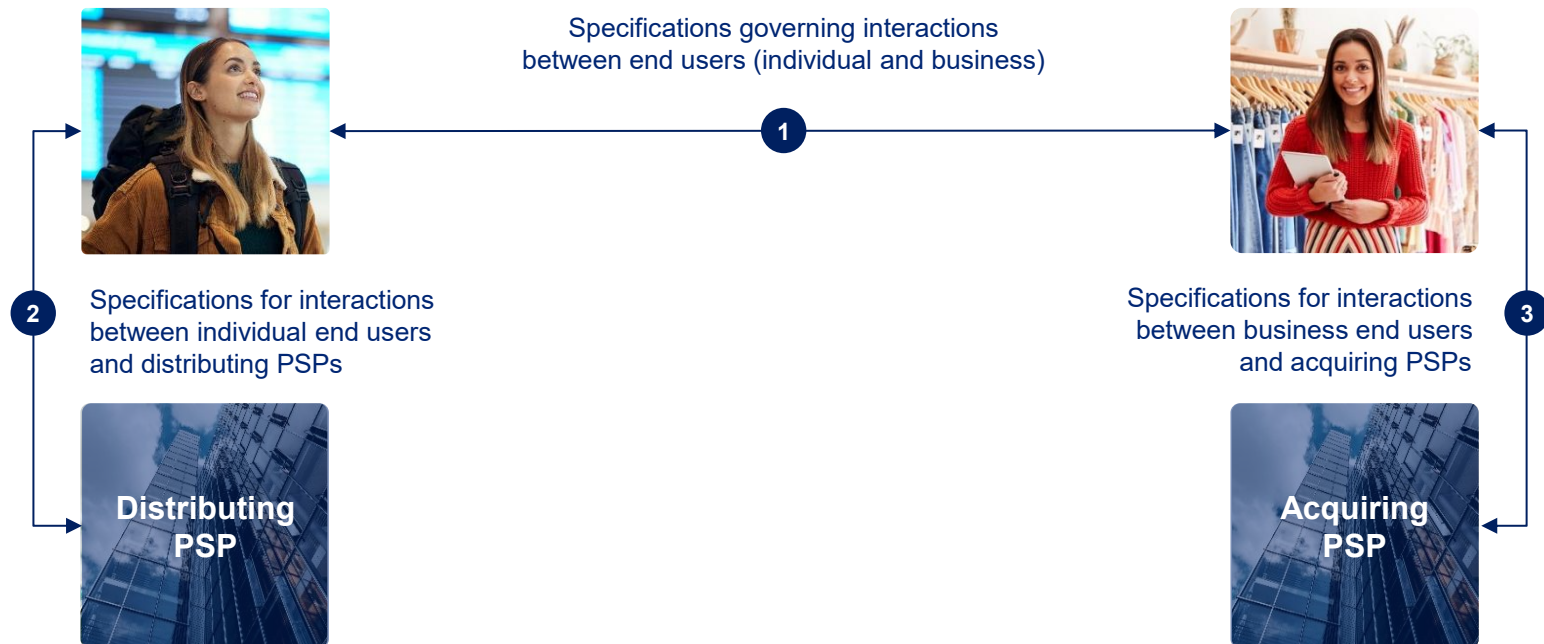 Specifications governing interactions
between end users (individual and business)
1
2
Specifications for interactions
between individual end users
and distributing PSPs
Specifications for interactions
between business end users
and acquiring PSPs
3
Distributing
PSP
Acquiring
PSP